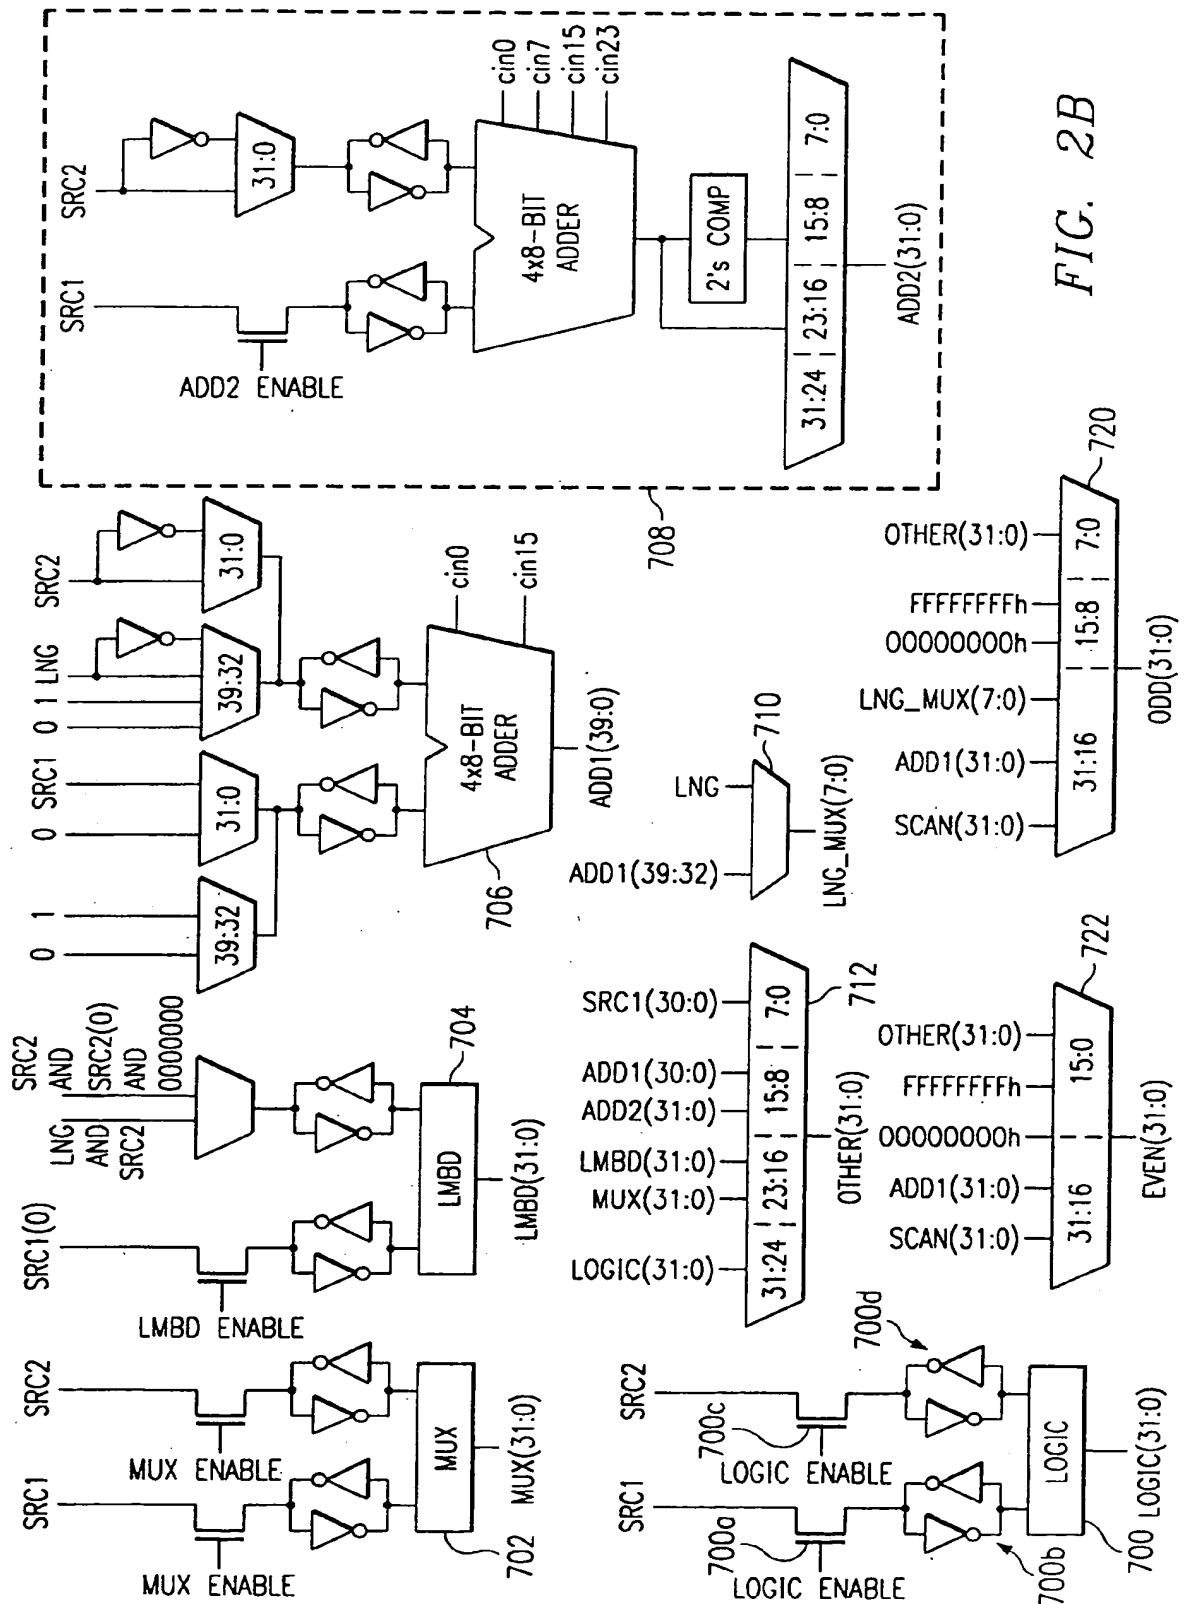 SRC1
SRC2
MUX ENABLE
MUX ENABLE
MUX
702
MUX(31:0)
SRC1(0)
LMBD ENABLE
LNG
AND
SRC2
SRC2
AND
SRC2(0)
AND
0000000
LMBD
704
LMBD(31:0)
0
1
39:32
0
SRC1
31:0
0
1
LNG
39:32
SRC2
31:0
4x8-BIT
ADDER
cin0
cin15
706
ADD1(39:0)
SRC1
SRC2
ADD2 ENABLE
31:0
4x8-BIT
ADDER
cin0
cin7
cin15
cin23
2's COMP
31:24
23:16
15:8
7:0
ADD2(31:0)
708
SRC1
SRC2
700a
700c
LOGIC ENABLE
LOGIC ENABLE
700b
700d
LOGIC
700
LOGIC(31:0)
LOGIC(31:0)
MUX(31:0)
LMBD(31:0)
ADD2(31:0)
ADD1(30:0)
SRC1(30:0)
31:24
23:16
15:8
7:0
712
OTHER(31:0)
ADD1(39:32)
LNG
710
LNG_MUX(7:0)
SCAN(31:0)
ADD1(31:0)
00000000h
FFFFFFFFh
OTHER(31:0)
31:16
15:0
722
EVEN(31:0)
SCAN(31:0)
ADD1(31:0)
LNG_MUX(7:0)
00000000h
FFFFFFFFh
OTHER(31:0)
31:16
15:8
7:0
720
ODD(31:0)
FIG. 2B